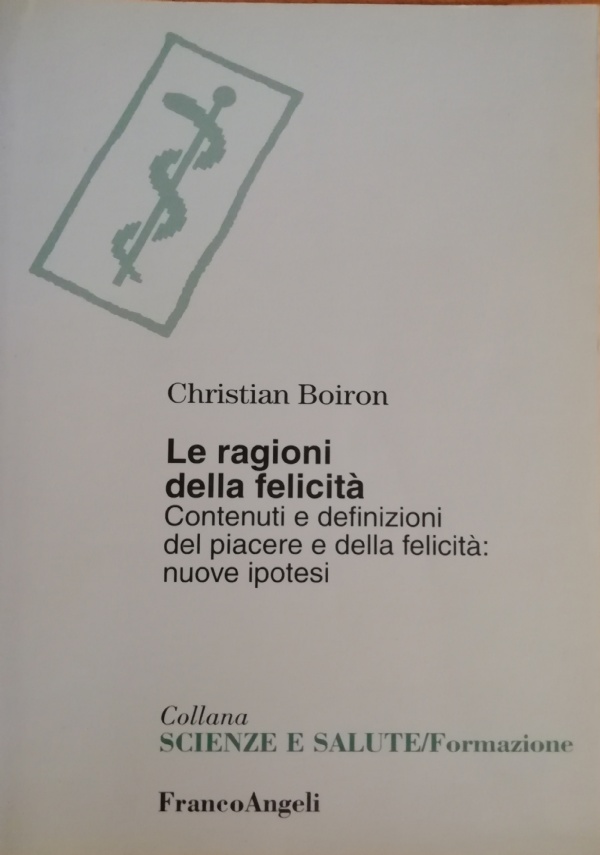 Christian Boiron
Le ragioni
della felicità
Contenuti e definizioni
del piacere e della felicità:
nuove ipotesi
Collana
SCIENZE E SALUTE/Formazione
FrancoAngeli